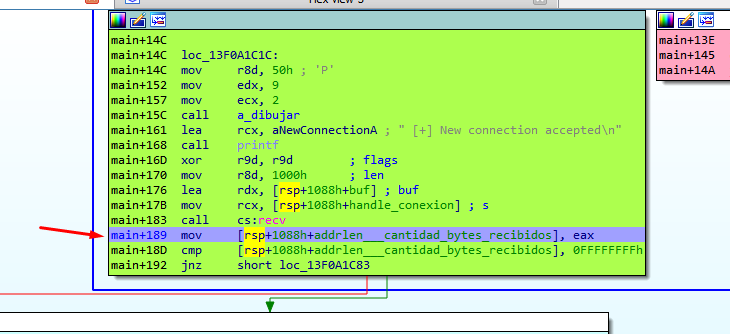 main+14C
main+14C loc_13F0A1C1C:
main+14C mov r8d, 50h ; 'P'
main+152 mov edx, 9
main+157 mov ecx, 2
main+15C call a_dibujar
main+161 lea rcx, aNewConnectionA ; " [+] New connection accepted\n"
main+168 call printf
main+16D xor r9d, r9d ; flags
main+170 mov r8d, 1000h ; len
main+176 lea rdx, [rsp+1088h+buf] ; buf
main+17B mov rcx, [rsp+1088h+handle_conexion] ; s
main+183 call cs:recv
main+189 mov [rsp+1088h+addrlen___cantidad_bytes_recibidos], eax
main+18D cmp [rsp+1088h+addrlen___cantidad_bytes_recibidos], 0FFFFFFFFh
main+192 jnz short loc_13F0A1C83
main+13E
main+145
main+14A